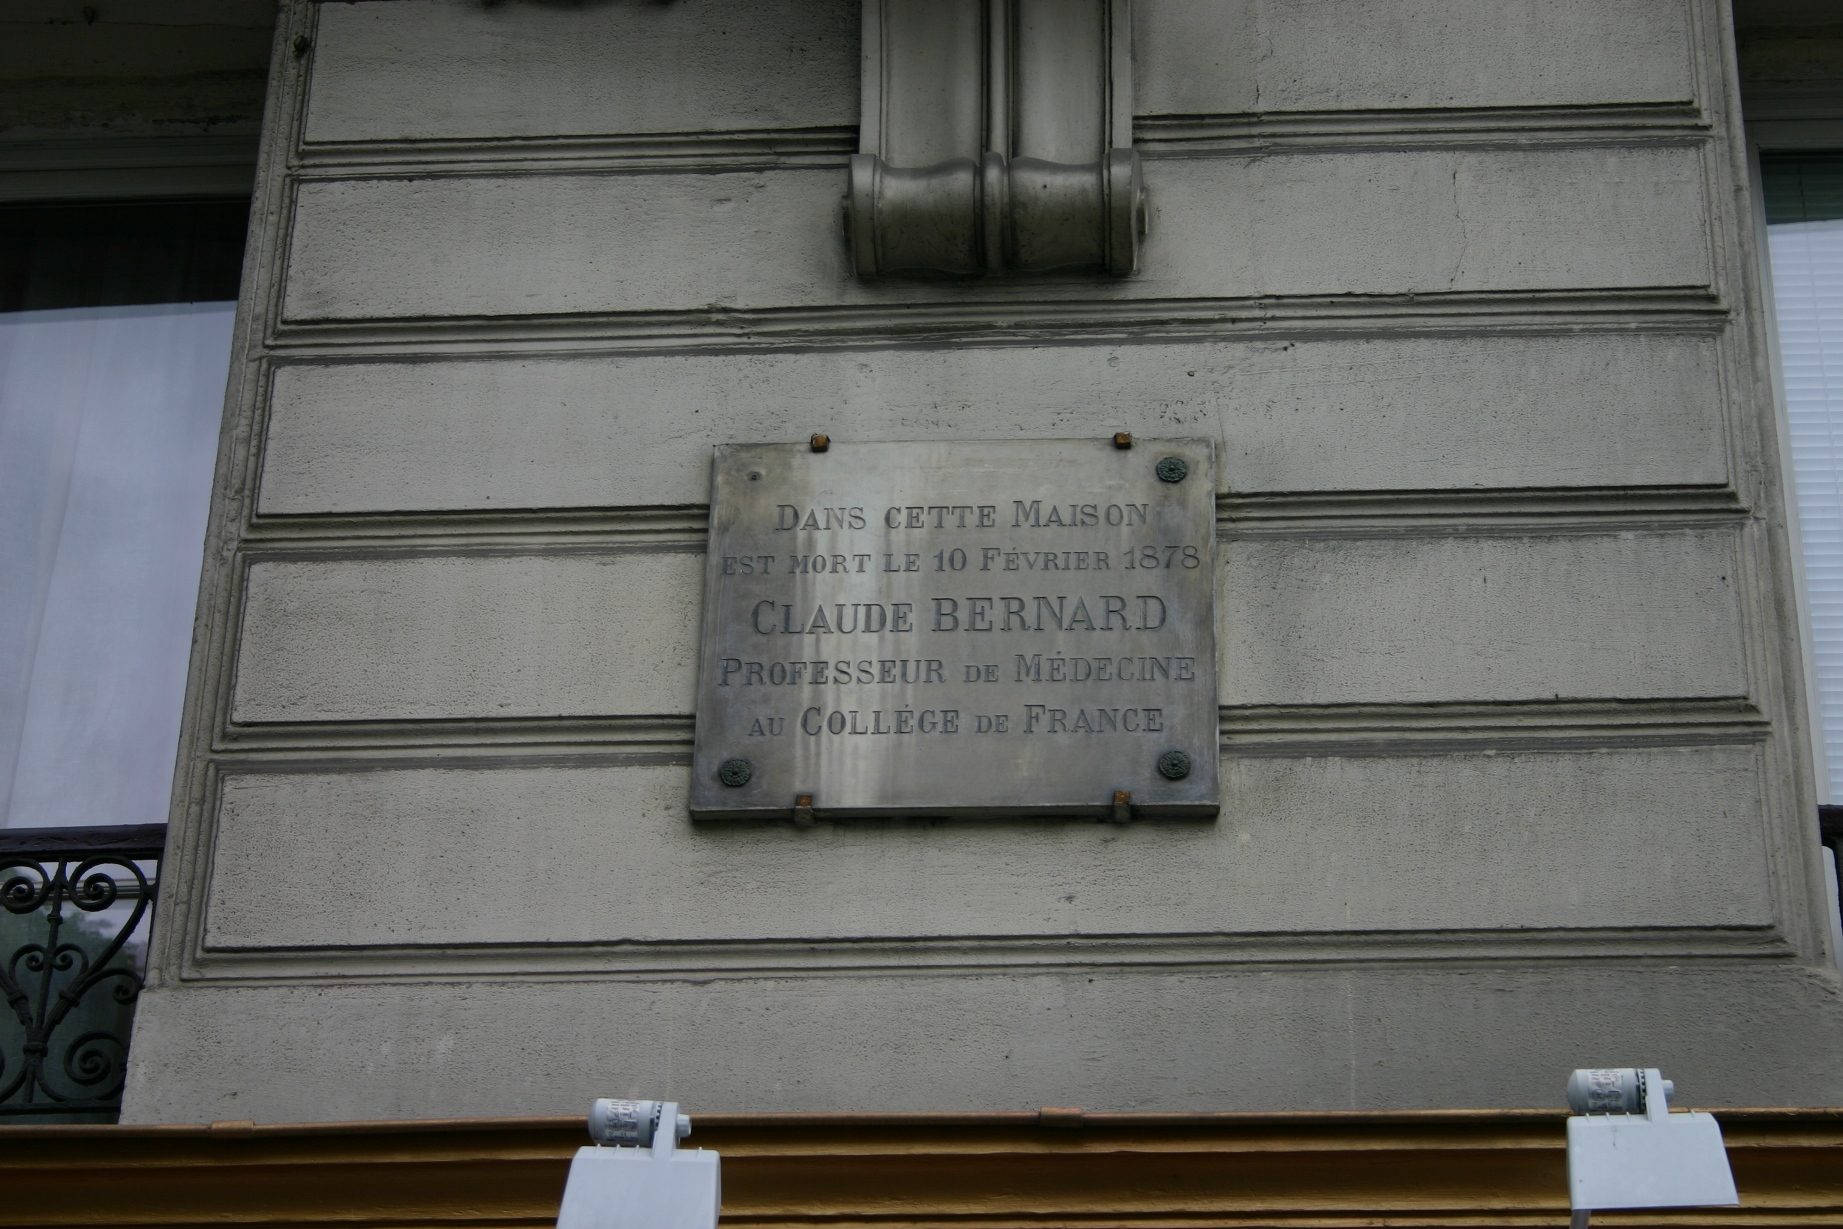 DANS CETTE MAISON
EST MORT LE 10 FÉVRIER 1878
CLAUDE BERNARD
PROFESSEUR DE MÉDECINE
AU COLLÉGE DE FRANCE